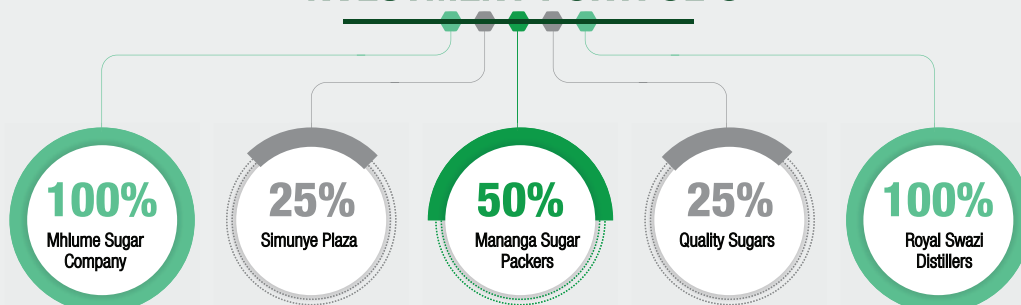 100%
Mhlume Sugar
Company
25%
Simunye Plaza
50%
Mananga Sugar
Packers
25%
Quality Sugars
100%
Royal Swazi
Distillers